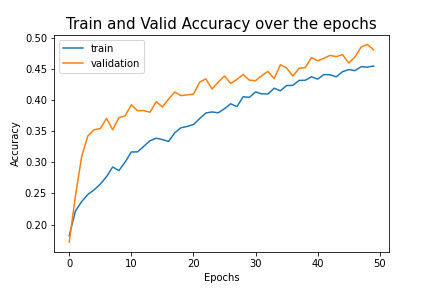 Train and Valid Accuracy over the epochs
train
validation
Accuracy
0.50
0.45
0.40
0.35
0.30
0.25
0.20
0
10
20
30
40
50
Epochs